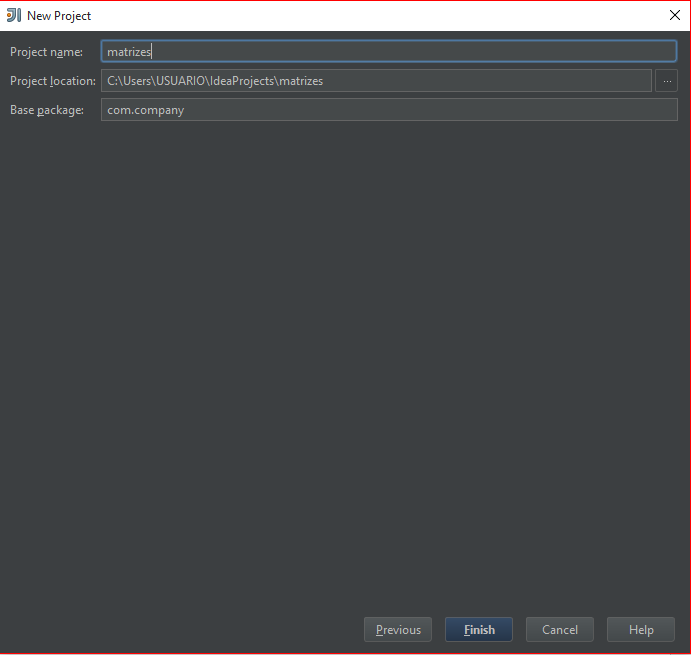 New Project
Project name: matrizes
Project location: C:\Users\USUARIO\IdeaProjects\matrizes ...
Base package: com.company
Previous Finish Cancel Help